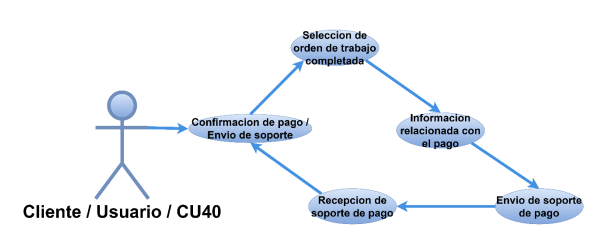 Seleccion de
orden de trabajo
completada
Confirmacion de pago /
Envio de soporte
Informacion
relacionada con
el pago
Recepcion de
soporte de pago
Envio de soporte
de pago
Cliente / Usuario / CU40